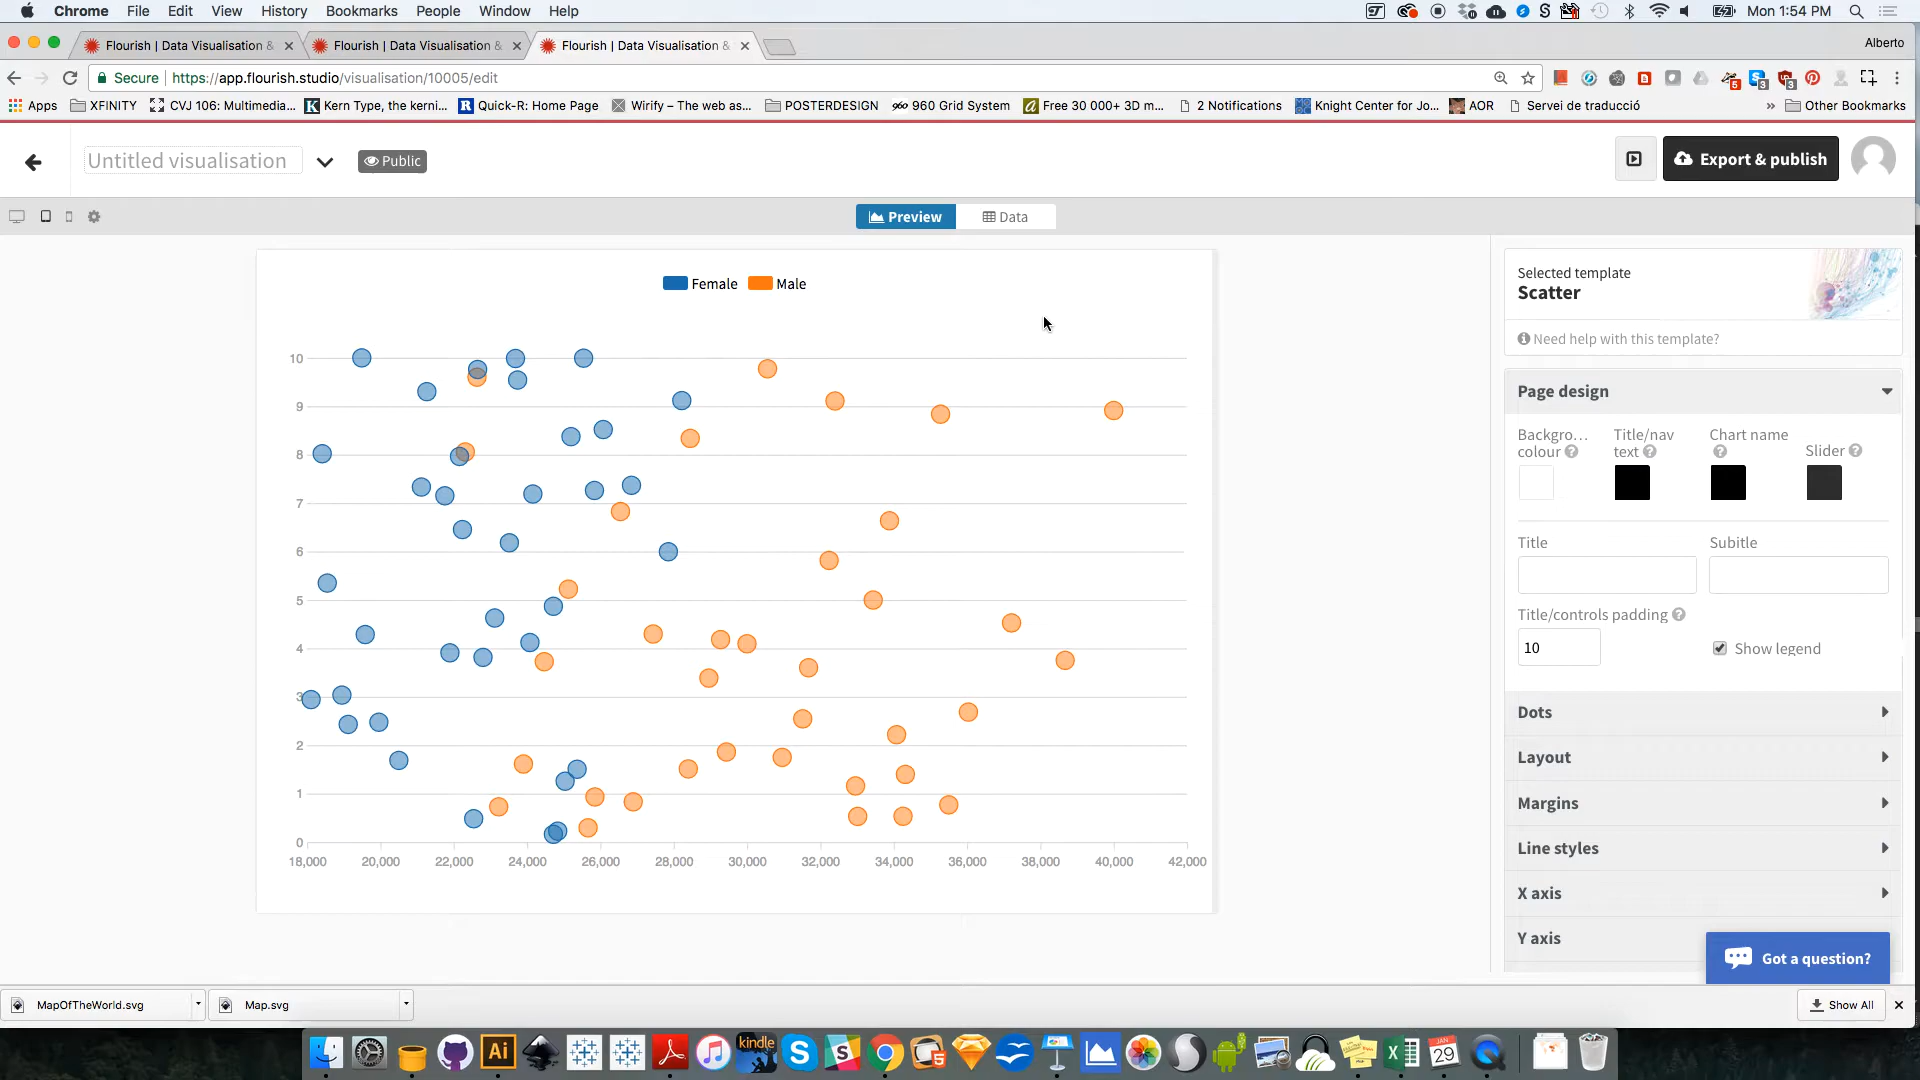 Chrome File Edit View History Bookmarks People Window Help Mon 1:54 PM
Flourish | Data Visualisation & Flourish | Data Visualisation & Flourish | Data Visualisation & Alberto
Secure https://app.flourish.studio/visualisation/10005/edit
Apps XFINITY CVJ 106: Multimedia... Kern Type, the kerni... Quick-R: Home Page Wirify – The web as... POSTERDESIGN 960 Grid System Free 30 000+ 3D m... 2 Notifications Knight Center for Jo... AOR Servei de traducció » Other Bookmarks
Untitled visualisation Public Export & publish
Preview Data
Female Male
10
9
8
7
6
5
4
3
2
1
0
18,000 20,000 22,000 24,000 26,000 28,000 30,000 32,000 34,000 36,000 38,000 40,000 42,000
Selected template
Scatter
Need help with this template?
Page design
Backgro... colour Title/nav text Chart name Slider
Title Subitle
Title/controls padding
10 Show legend
Dots
Layout
Margins
Line styles
X axis
Y axis
Got a question?
MapOfTheWorld.svg Map.svg Show All
Ai kindle JAN 29